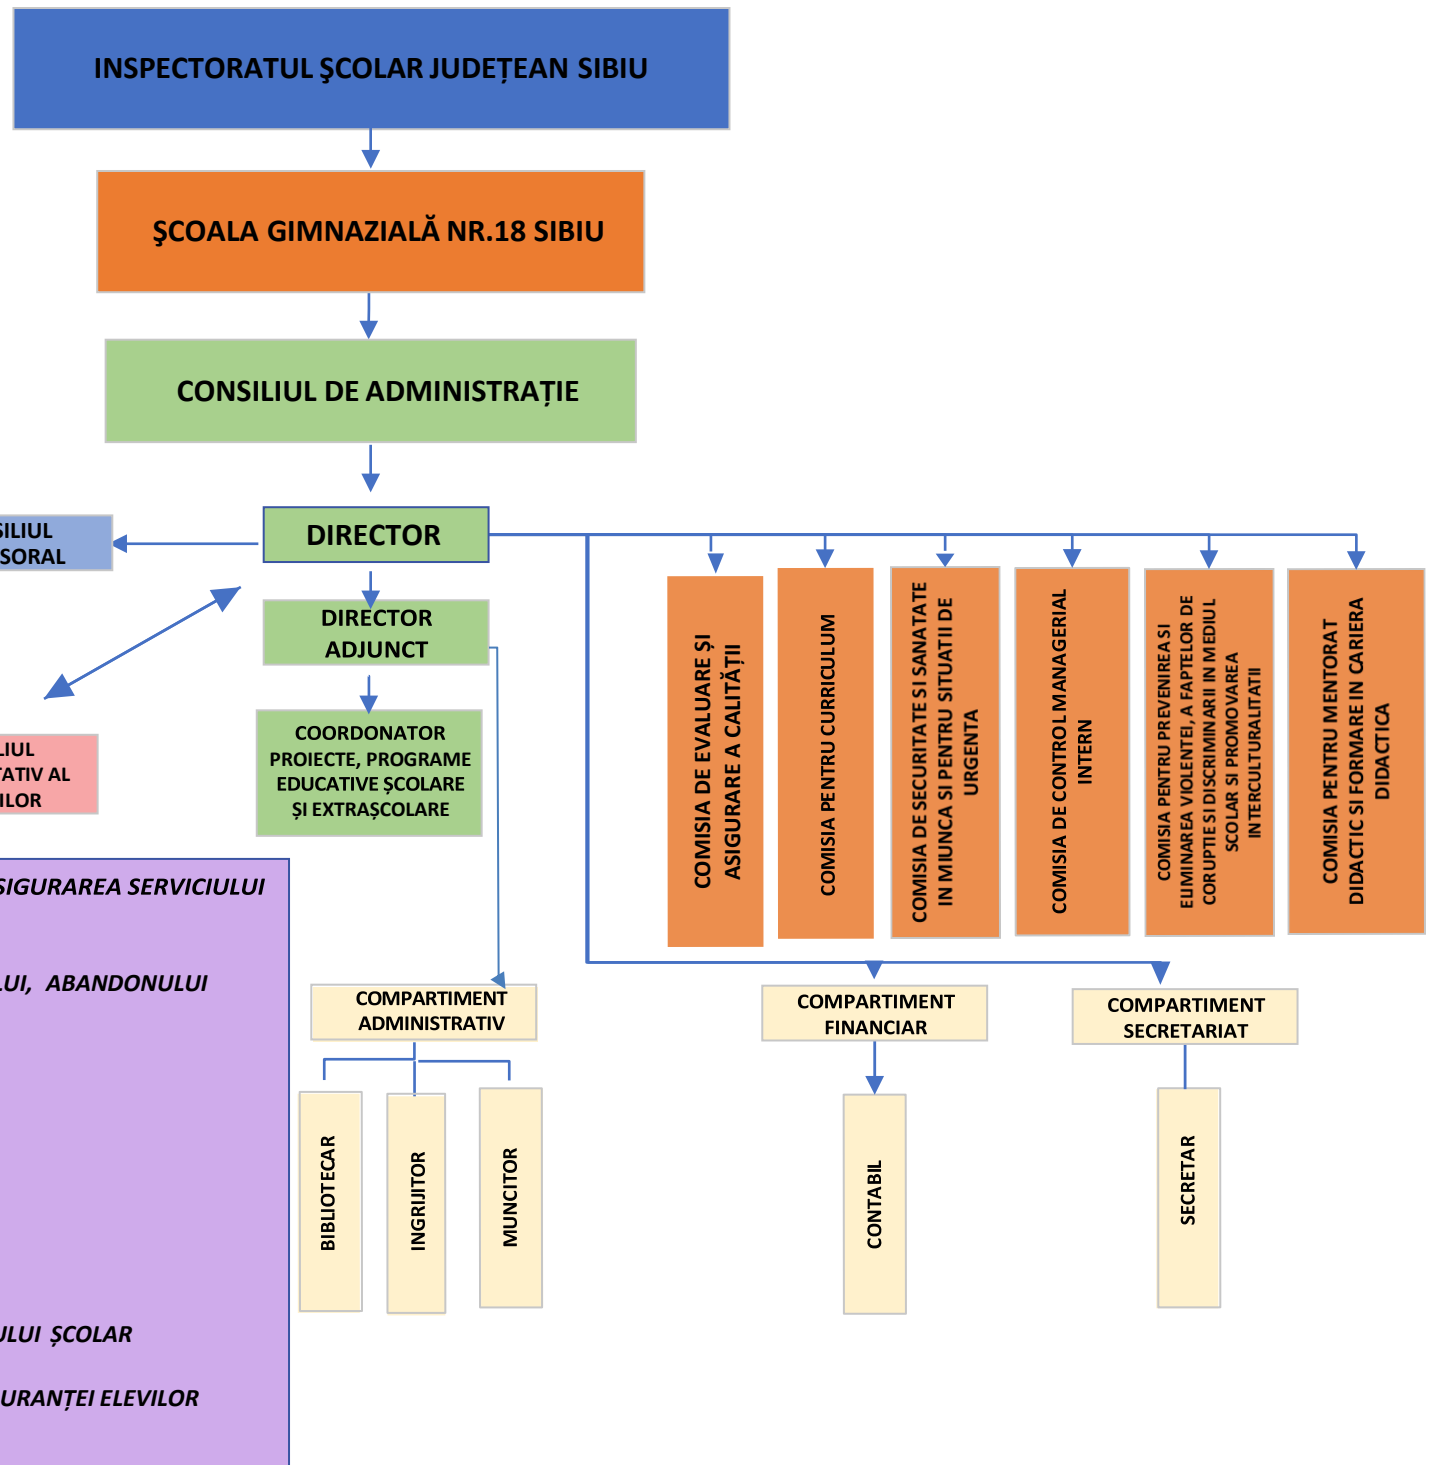 INSPECTORATUL ŞCOLAR JUDEȚEAN SIBIU
ŞCOALA GIMNAZIALĂ NR.18 SIBIU
CONSILIUL DE ADMINISTRAȚIE
SILIUL
SORAL
DIRECTOR
DIRECTOR
ADJUNCT
COORDONATOR
PROIECTE, PROGRAME
EDUCATIVE ŞCOLARE
ȘI EXTRAȘCOLARE
LIUL
TATIV AL
ILOR
COMISIA DE EVALUARE ȘI
ASIGURARE A CALITĂȚII
COMISIA PENTRU CURRICULUM
COMISIA DE SECURITATE SI SANATATE
IN MIUNCA SI PENTRU SITUATII DE
URGENTA
COMISIA DE CONTROL MANAGERIAL
INTERN
COMISIA PENTRU PREVENIREA SI
ELIMINAREA VIOLENTEI, A FAPTELOR DE
CORUPTIE SI DISCRIMINARII IN MEDIUL
SCOLAR SI PROMOVAREA
INTERCULTURALITATII
COMISIA PENTRU MENTORAT
DIDACTIC SI FORMARE IN CARIERA
DIDACTICA
SIGURAREA SERVICIULUI
LUI, ABANDONULUI
ULUI ȘCOLAR
URANȚEI ELEVILOR
COMPARTIMENT
ADMINISTRATIV
COMPARTIMENT
FINANCIAR
COMPARTIMENT
SECRETARIAT
BIBLIOTECAR
INGRIJITOR
MUNCITOR
CONTABIL
SECRETAR